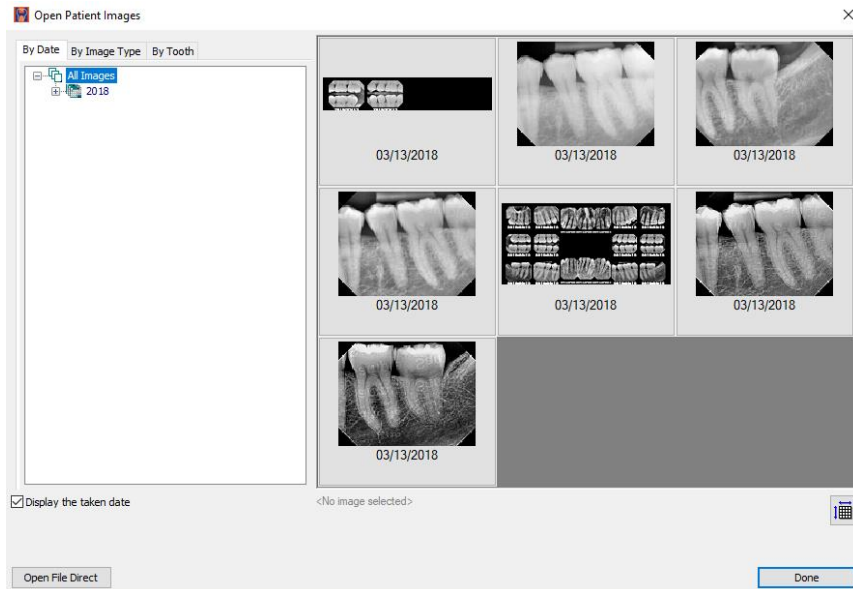 Open Patient Images
By Date
By Image Type
By Tooth
All Images
2018
03/13/2018
03/13/2018
03/13/2018
03/13/2018
03/13/2018
03/13/2018
03/13/2018
Display the taken date
<No image selected>
Open File Direct
Done